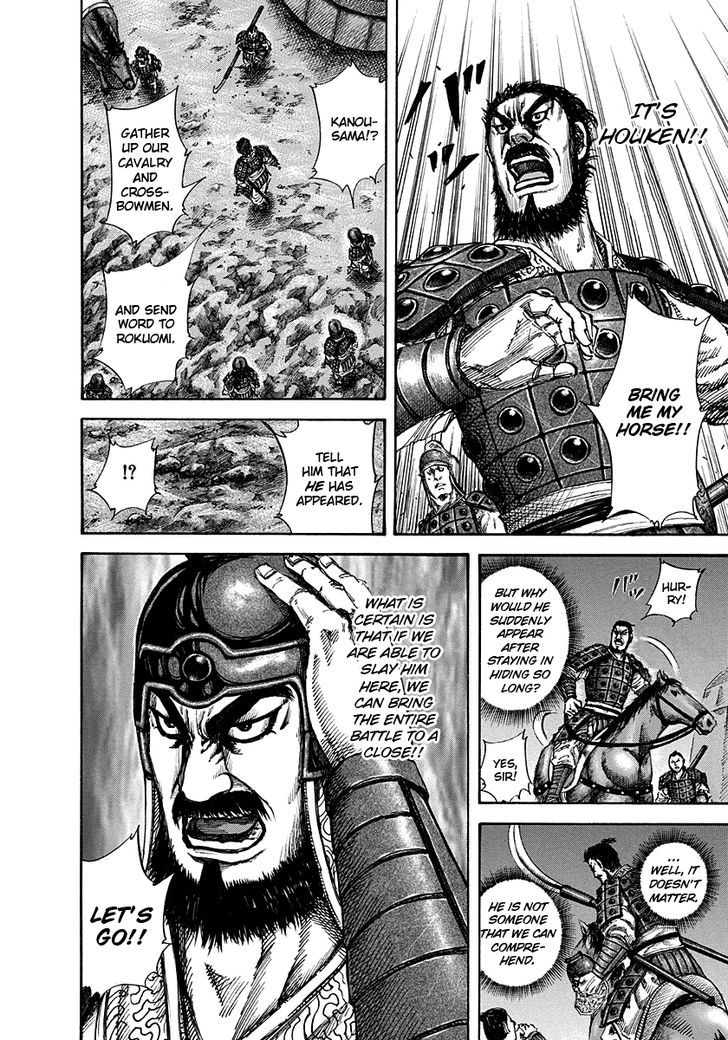 IT'S
HOUKEN!!
BRING
ME MY
HORSE!!
KANOU-
SAMA!?
GATHER
UP OUR
CAVALRY
AND
CROSS-
BOWMEN.
AND SEND
WORD TO
ROKUOMI.
TELL
HIM THAT
HE HAS
APPEARED.
!?
HUR-
RY!
BUT WHY
WOULD HE
SUDDENLY
APPEAR
AFTER
STAYING IN
HIDING SO
LONG?
YES,
SIR!
...
WELL, IT
DOESN'T
MATTER.
HE IS NOT
SOMEONE
THAT WE CAN
COMPRE-
HEND.
WHAT IS
CERTAIN IS
THAT IF WE
ARE ABLE TO
SLAY HIM
HERE, WE
CAN BRING
THE ENTIRE
BATTLE TO A
CLOSE!!
LET'S
GO!!